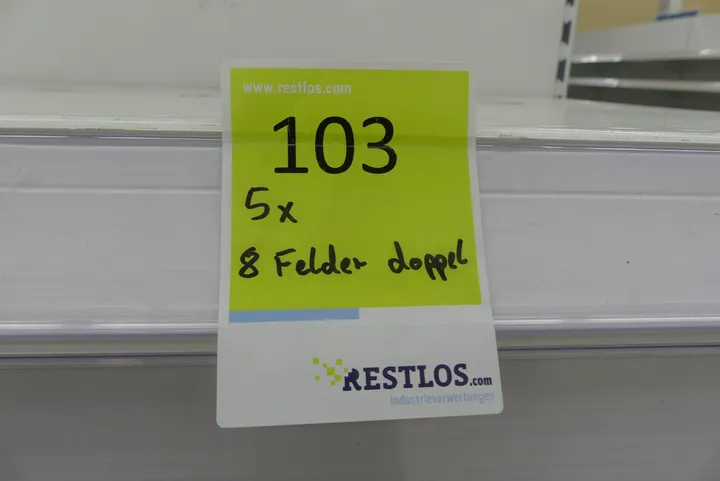 www.restlos.com
103
5x
8 Felder doppel
RESTLOS.com
Industrieverwertungen